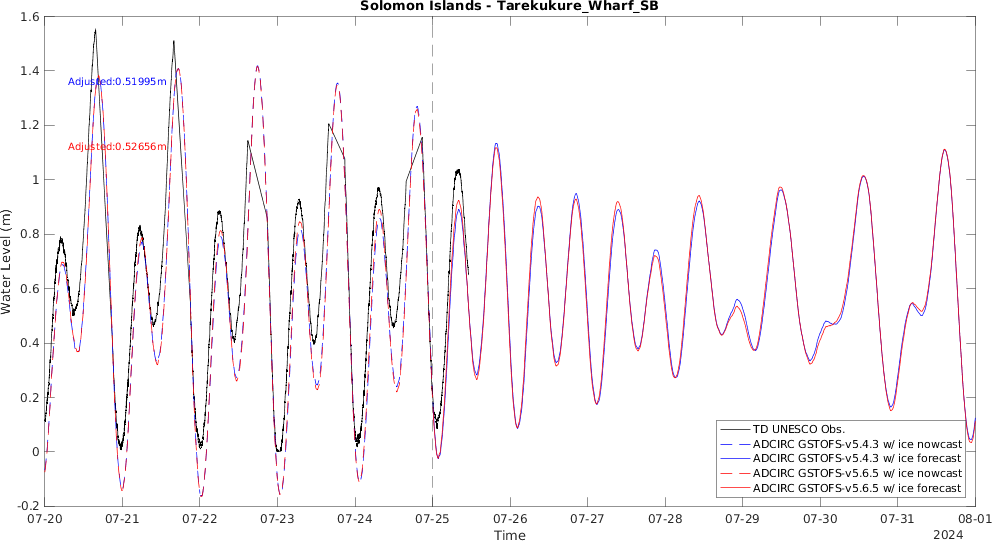 Solomon Islands - Tarekukure_Wharf_SB
1.6
1.4
1.2
1
0.8
0.6
0.4
0.2
0
-0.2
Water Level (m)
Adjusted:0.51995m
Adjusted:0.52656m
TD UNESCO Obs.
ADCIRC GSTOFS-v5.4.3 w/ ice nowcast
ADCIRC GSTOFS-v5.4.3 w/ ice forecast
ADCIRC GSTOFS-v5.6.5 w/ ice nowcast
ADCIRC GSTOFS-v5.6.5 w/ ice forecast
07-20 07-21 07-22 07-23 07-24 07-25 07-26 07-27 07-28 07-29 07-30 07-31 08-01
Time
2024